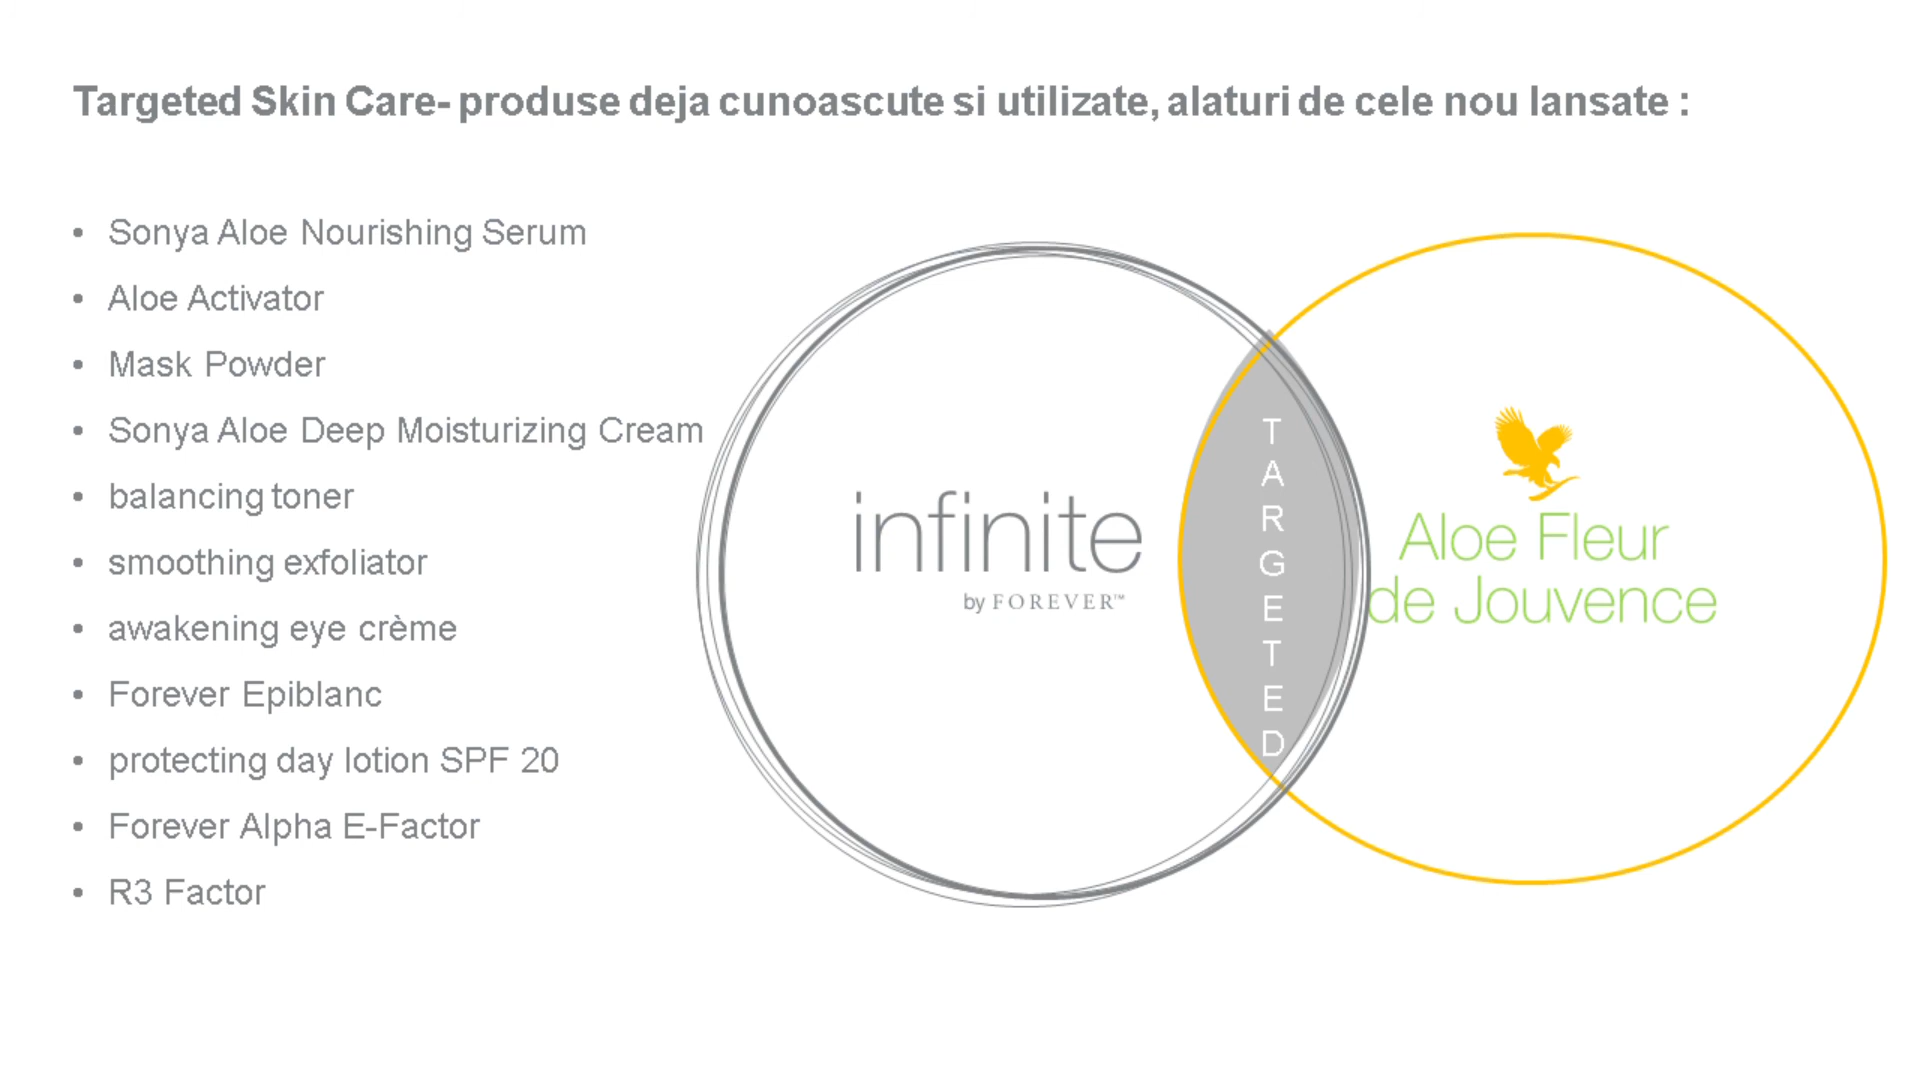 Targeted Skin Care- produse deja cunoascute si utilizate, alaturi de cele nou lansate :
• Sonya Aloe Nourishing Serum
• Aloe Activator
• Mask Powder
• Sonya Aloe Deep Moisturizing Cream
• balancing toner
• smoothing exfoliator
• awakening eye crème
• Forever Epiblanc
• protecting day lotion SPF 20
• Forever Alpha E-Factor
• R3 Factor
infinite
by FOREVER™
T
A
R
G
E
T
E
D
Aloe Fleur
de Jouvence